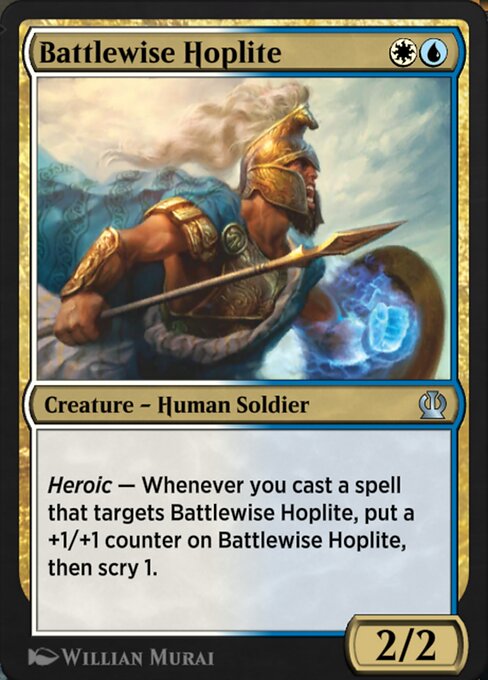 Battlewise Hoplite
Creature – Human Soldier
Heroic — Whenever you cast a spell
that targets Battlewise Hoplite, put a
+1/+1 counter on Battlewise Hoplite,
then scry 1.
2/2
Willian Murai